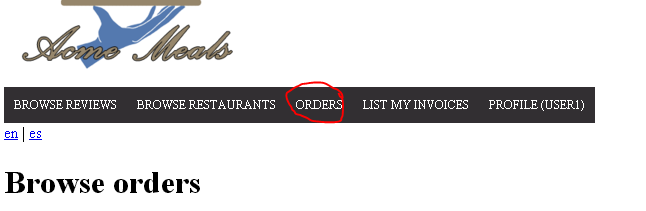 Acme Meals
BROWSE REVIEWS BROWSE RESTAURANTS ORDERS LIST MY INVOICES PROFILE (USER1)
en | es
Browse orders